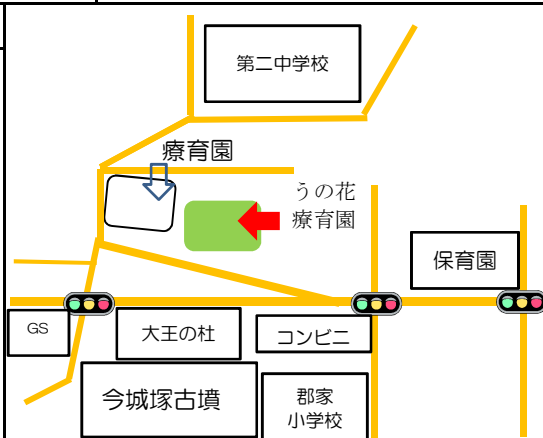 第二中学校
療育園
うの花
療育園
保育園
GS
大王の杜
コンビニ
今城塚古墳
郡家
小学校